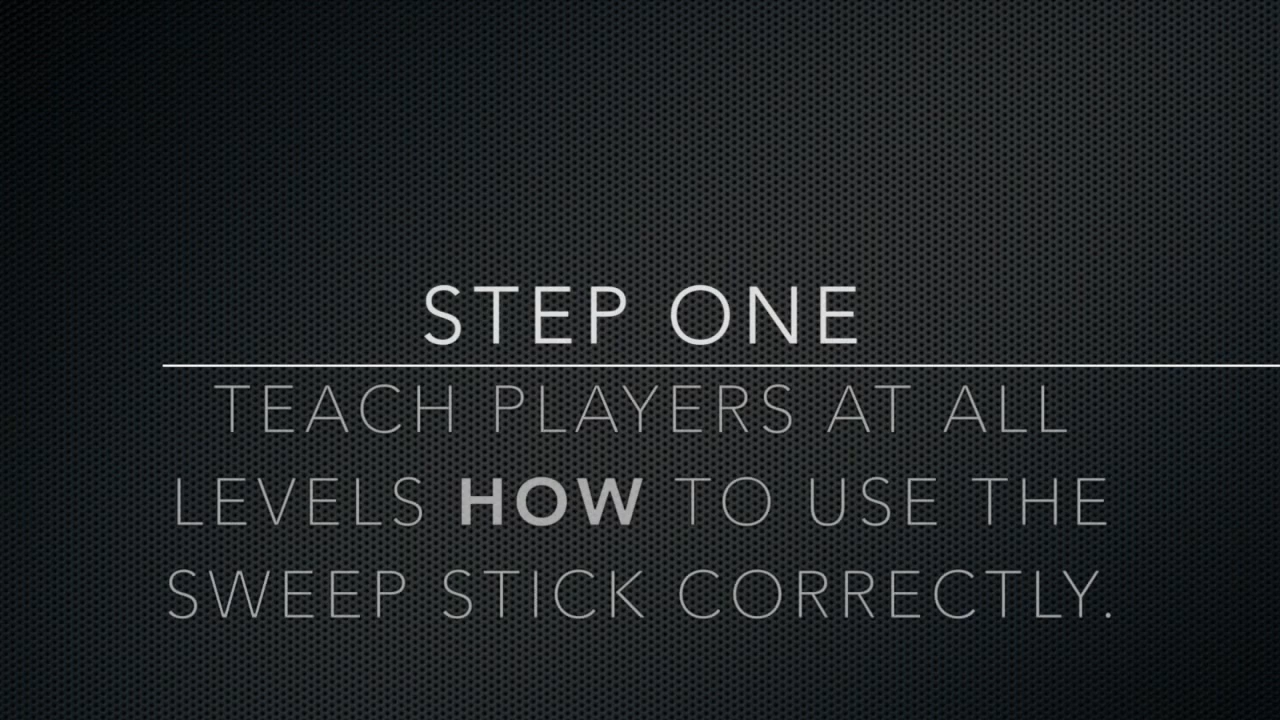 STEP ONE
TEACH PLAYERS AT ALL
LEVELS HOW TO USE THE
SWEEP STICK CORRECTLY.